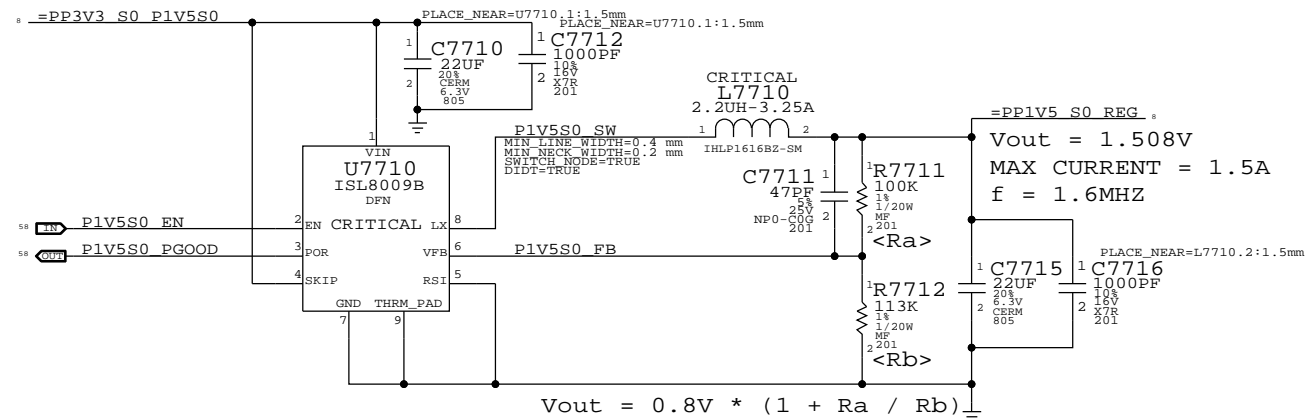 8 =PP3V3_S0_P1V5S0
PLACE_NEAR=U7710.1:1.5mm
PLACE_NEAR=U7710.1:1.5mm
1
C7710
22UF
20%
CERM
6.3V
805
2
1
C7712
1000PF
10%
16V
X7R
201
2
CRITICAL
L7710
2.2UH-3.25A
1 2
IHLP1616BZ-SM
P1V5S0_SW
MIN_LINE_WIDTH=0.4 mm
MIN_NECK_WIDTH=0.2 mm
SWITCH_NODE=TRUE
DIDT=TRUE
=PP1V5_S0_REG 8
Vout = 1.508V
MAX CURRENT = 1.5A
f = 1.6MHZ
1
VIN
U7710
ISL8009B
DFN
CRITICAL
58 IN P1V5S0_EN 2 EN
LX 8
58 OUT P1V5S0_PGOOD 3 POR
VFB 6 P1V5S0_FB
4 SKIP
RSI 5
GND THRM_PAD
7 9
C7711 1
47PF
5%
25V
NP0-C0G 2
201
1
R7711
100K
1%
1/20W
MF
2 201
<Ra>
1
R7712
113K
1%
1/20W
MF
2 201
<Rb>
1
C7715
22UF
20%
6.3V
CERM
805
2
PLACE_NEAR=L7710.2:1.5mm
1
C7716
1000PF
10%
16V
X7R
201
2
Vout = 0.8V * (1 + Ra / Rb)